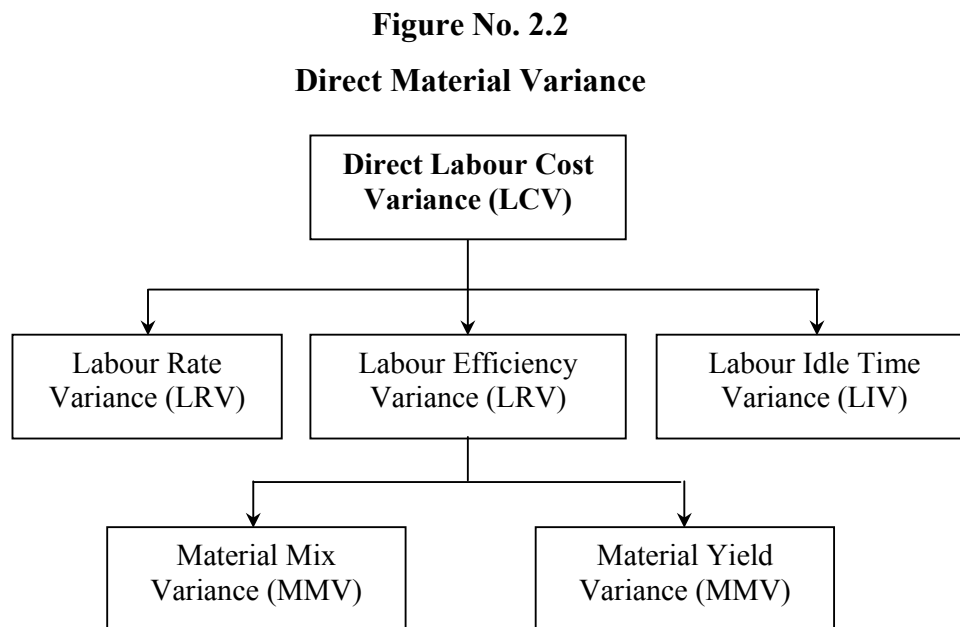 Figure No. 2.2
Direct Material Variance
Direct Labour Cost
Variance (LCV)
Labour Rate
Variance (LRV)
Labour Efficiency
Variance (LRV)
Labour Idle Time
Variance (LIV)
Material Mix
Variance (MMV)
Material Yield
Variance (MMV)